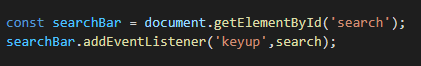 const searchBar = document.getElementById('search');
searchBar.addEventListener('keyup',search);